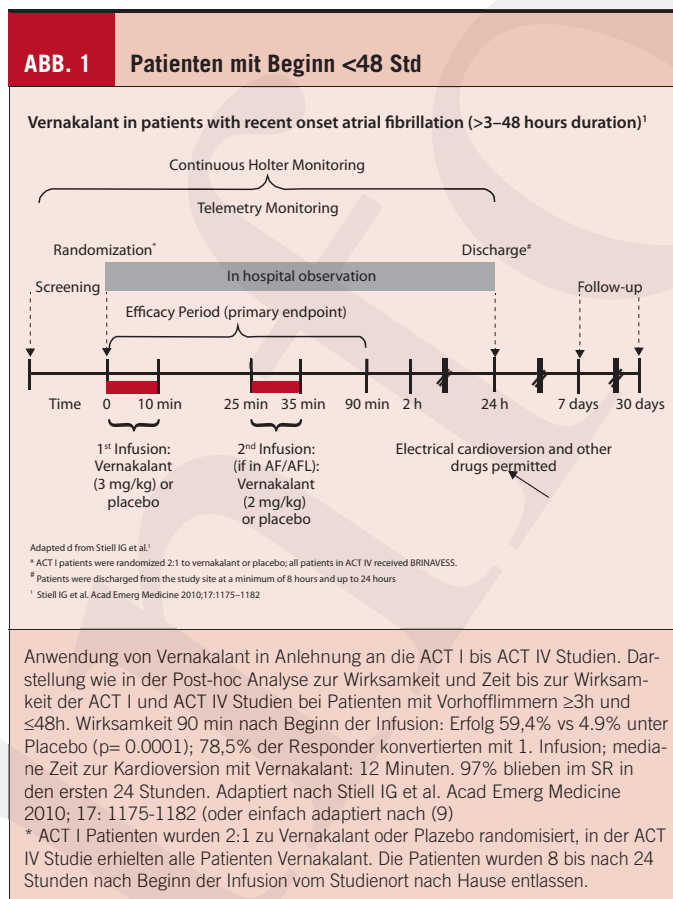 ABB. 1 Patienten mit Beginn <48 Std
Vernakalant in patients with recent onset atrial fibrillation (>3–48 hours duration)¹
Continuous Holter Monitoring
Telemetry Monitoring
Randomization* Discharge#
In hospital observation
Screening Follow-up
Efficacy Period (primary endpoint)
Time 0 10 min 25 min 35 min 90 min 2 h 24 h 7 days 30 days
1st Infusion:
Vernakalant
(3 mg/kg) or
placebo
2nd Infusion:
(if in AF/AFL):
Vernakalant
(2 mg/kg)
or placebo
Electrical cardioversion and other
drugs permitted
Adapted d from Stiell IG et al.¹
* ACT I patients were randomized 2:1 to vernakalant or placebo; all patients in ACT IV received BRINAVESS.
# Patients were discharged from the study site at a minimum of 8 hours and up to 24 hours
¹ Stiell IG et al. Acad Emerg Medicine 2010;17:1175–1182
Anwendung von Vernakalant in Anlehnung an die ACT I bis ACT IV Studien. Dar-
stellung wie in der Post-hoc Analyse zur Wirksamkeit und Zeit bis zur Wirksam-
keit der ACT I und ACT IV Studien bei Patienten mit Vorhofflimmern ≥3h und
≤48h. Wirksamkeit 90 min nach Beginn der Infusion: Erfolg 59,4% vs 4.9% unter
Placebo (p= 0.0001); 78,5% der Responder konvertierten mit 1. Infusion; media-
ne Zeit zur Kardioversion mit Vernakalant: 12 Minuten. 97% blieben im SR in
den ersten 24 Stunden. Adaptiert nach Stiell IG et al. Acad Emerg Medicine
2010; 17: 1175-1182 (oder einfach adaptiert nach (9)
* ACT I Patienten wurden 2:1 zu Vernakalant oder Plazebo randomisiert, in der ACT
IV Studie erhielten alle Patienten Vernakalant. Die Patienten wurden 8 bis nach 24
Stunden nach Beginn der Infusion vom Studienort nach Hause entlassen.